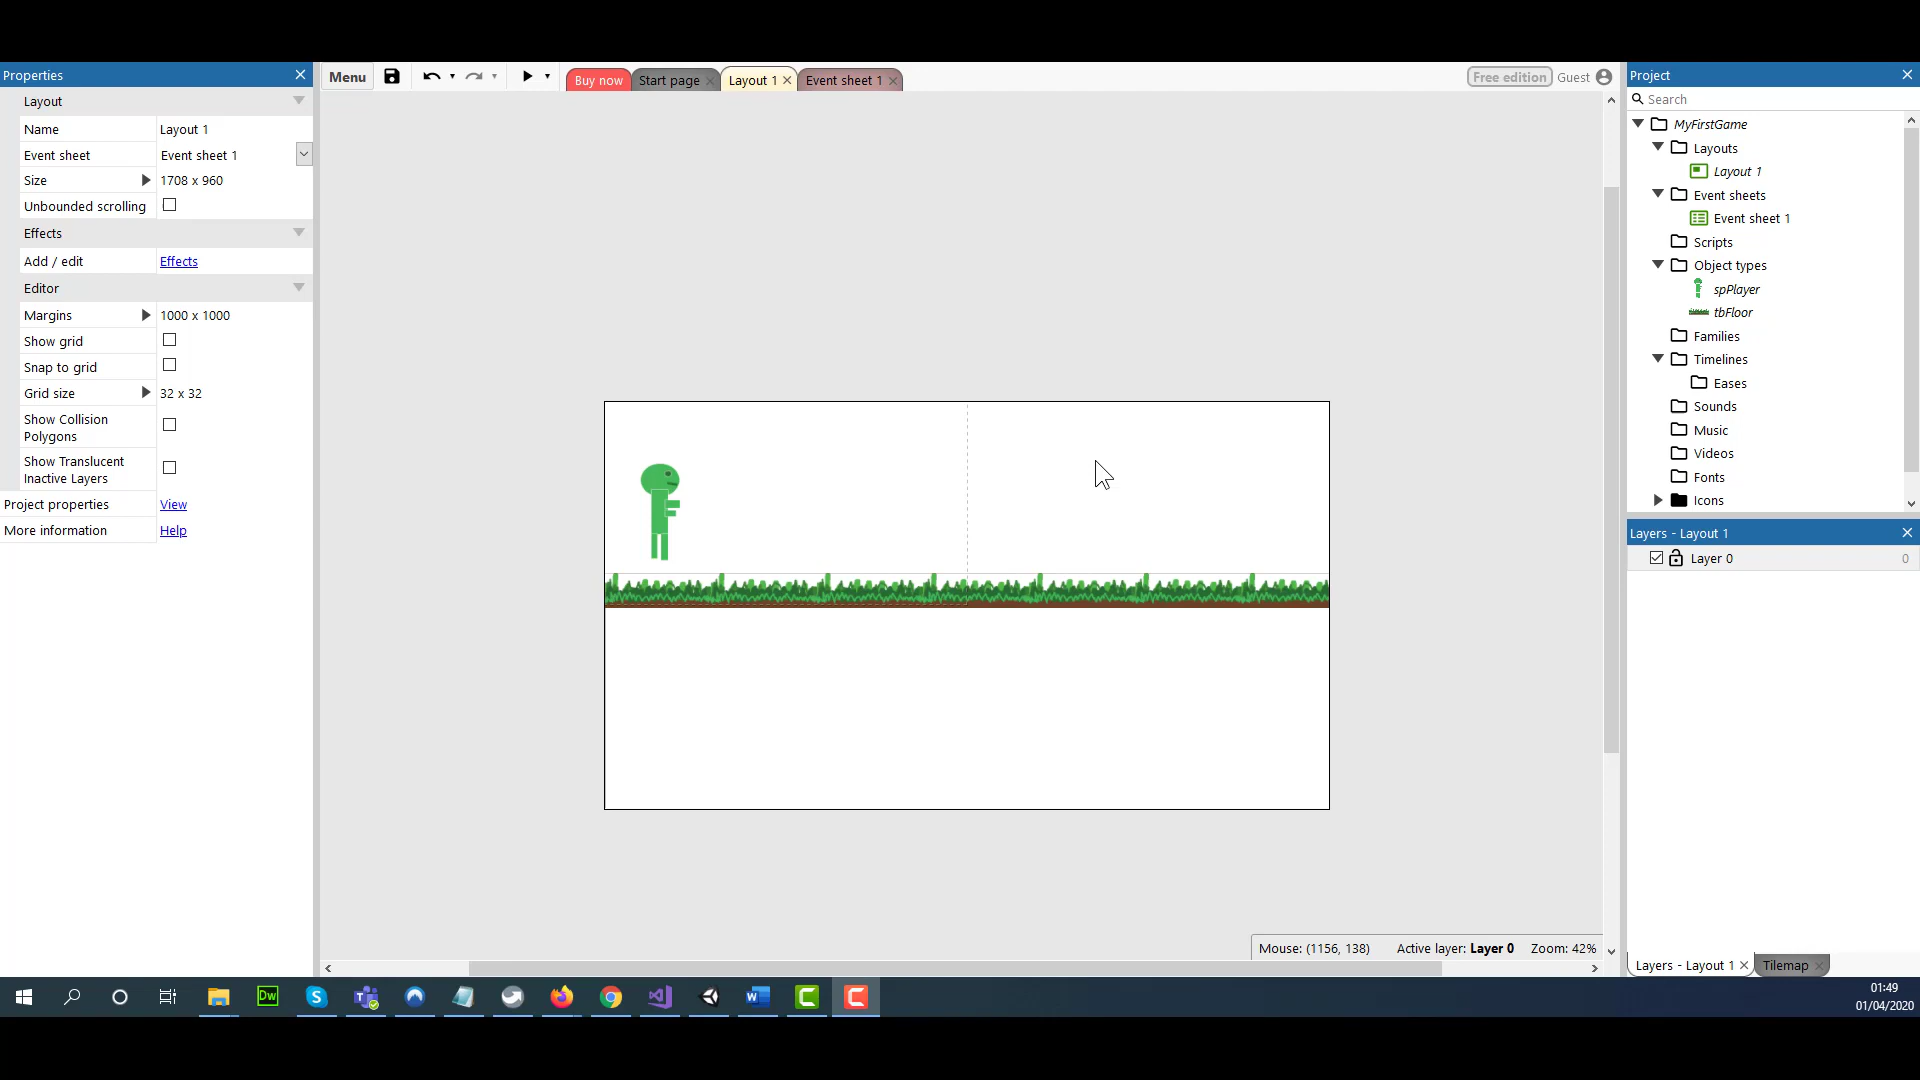 Properties
Layout
Name Layout 1
Event sheet Event sheet 1
Size 1708 x 960
Unbounded scrolling
Effects
Add / edit Effects
Editor
Margins 1000 x 1000
Show grid
Snap to grid
Grid size 32 x 32
Show Collision
Polygons
Show Translucent
Inactive Layers
Project properties View
More information Help
Menu Buy now Start page Layout 1 Event sheet 1 Free edition Guest
Mouse: (1156, 138) Active layer: Layer 0 Zoom: 42%
Project
Search
MyFirstGame
Layouts
Layout 1
Event sheets
Event sheet 1
Scripts
Object types
spPlayer
tbFloor
Families
Timelines
Eases
Sounds
Music
Videos
Fonts
Icons
Layers - Layout 1
Layer 0 0
Layers - Layout 1 Tilemap
Dw
01:49
01/04/2020